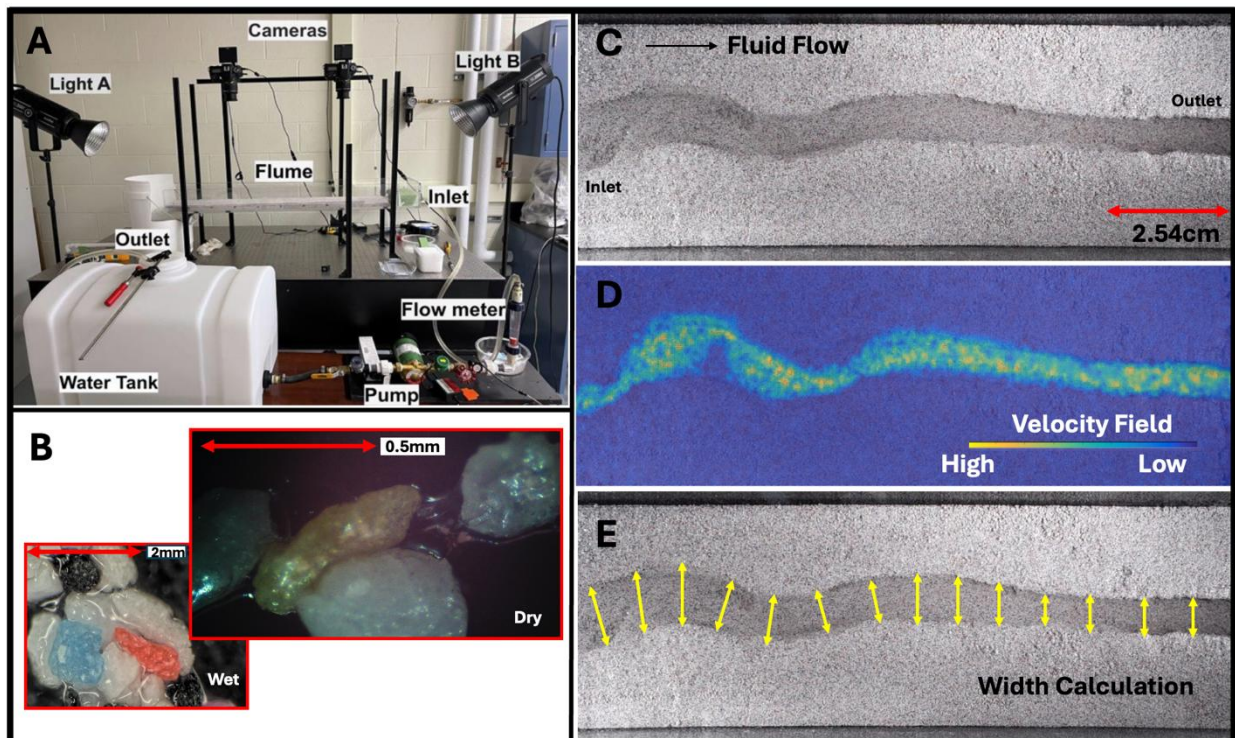 A
Cameras
Light A
Light B
Flume
Inlet
Outlet
Flow meter
Water Tank
Pump
B
0.5mm
Dry
2mm
Wet
C
Fluid Flow
Outlet
Inlet
2.54cm
D
Velocity Field
High
Low
E
Width Calculation